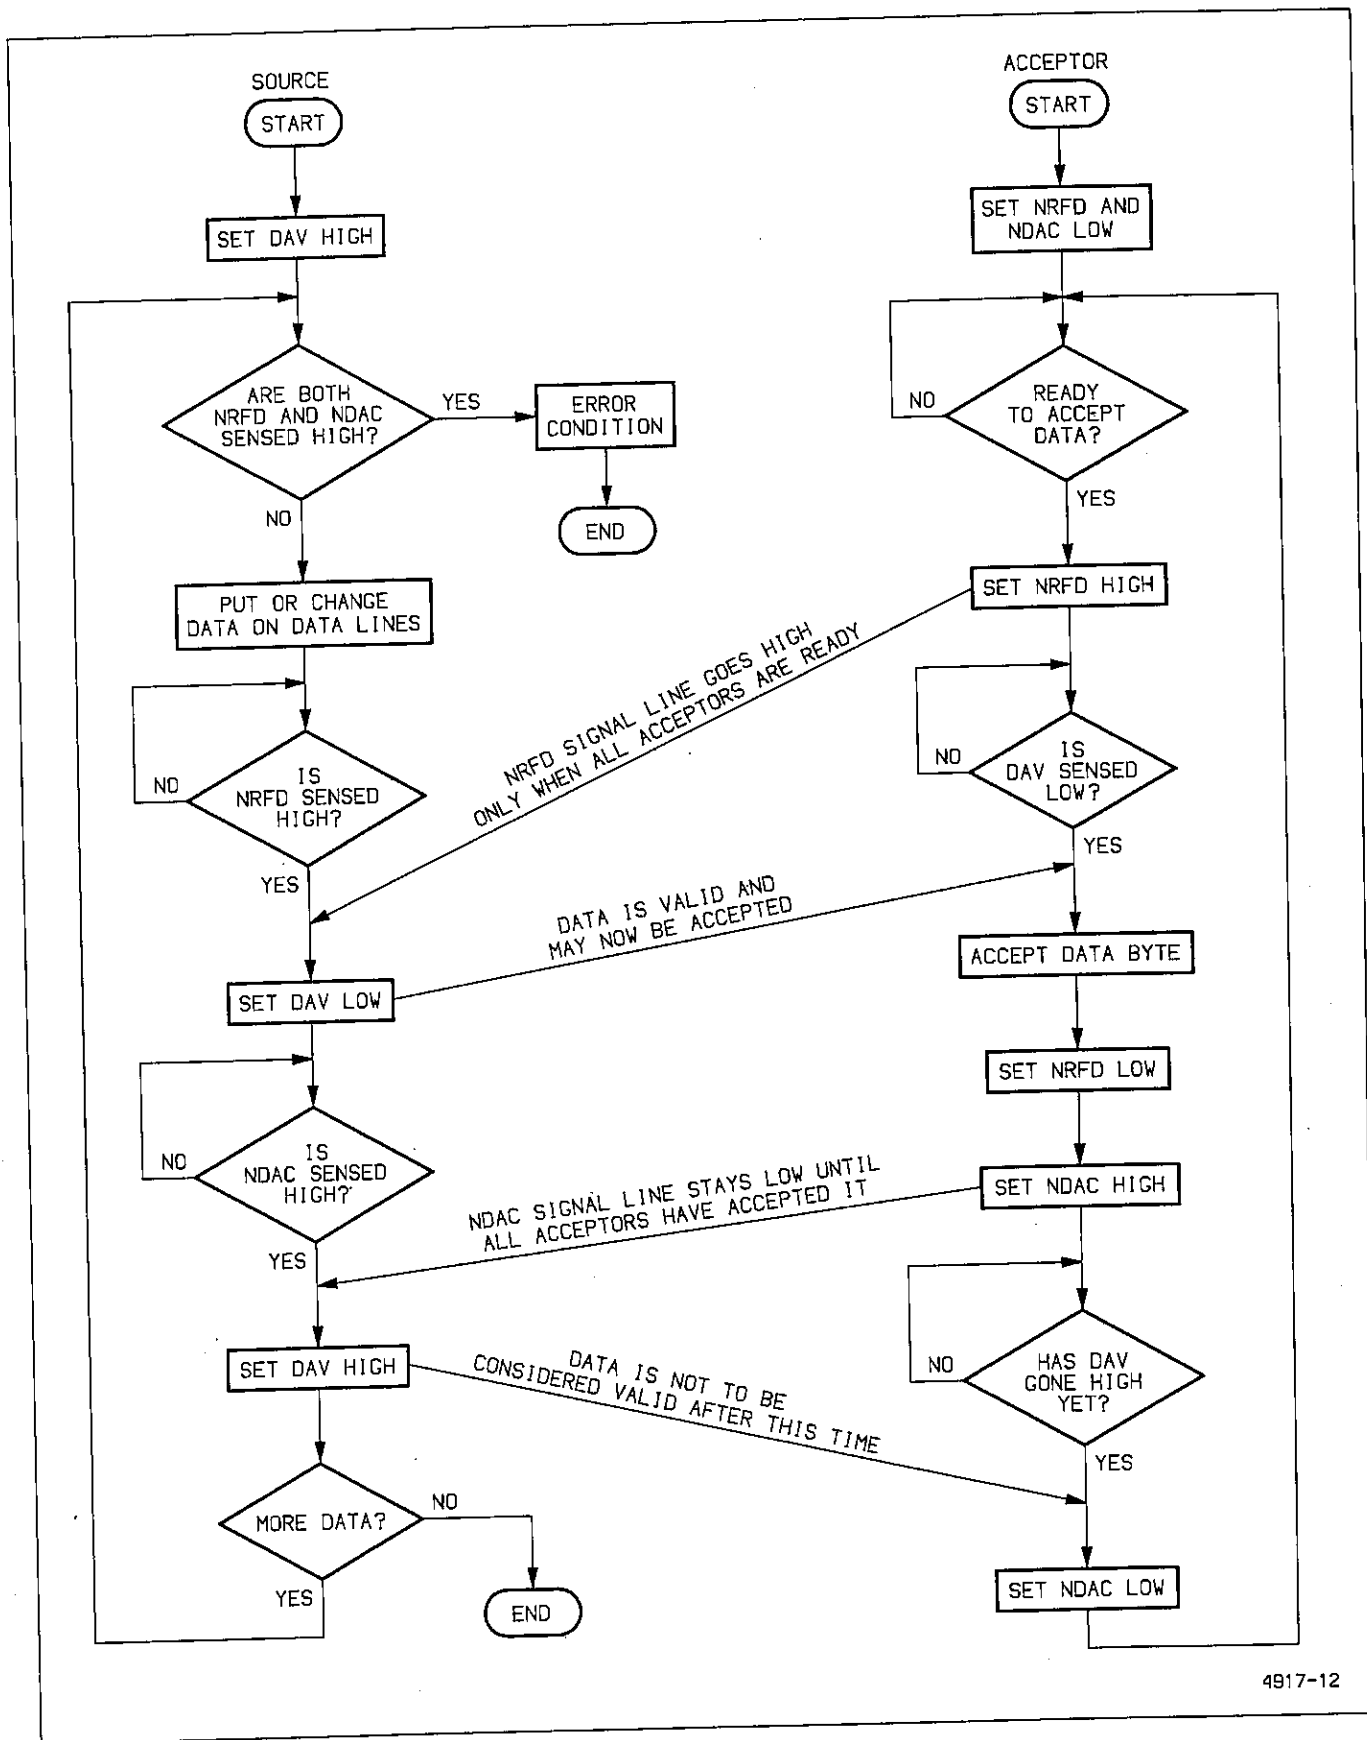 SOURCE
START
SET DAV HIGH
ARE BOTH
NRFD AND NDAC
SENSED HIGH?
YES
ERROR
CONDITION
END
NO
PUT OR CHANGE
DATA ON DATA LINES
IS
NRFD SENSED
HIGH?
NO
YES
SET DAV LOW
IS
NDAC SENSED
HIGH?
NO
YES
SET DAV HIGH
MORE DATA?
NO
END
YES
NRFD SIGNAL LINE GOES HIGH
ONLY WHEN ALL ACCEPTORS ARE READY
DATA IS VALID AND
MAY NOW BE ACCEPTED
NDAC SIGNAL LINE STAYS LOW UNTIL
ALL ACCEPTORS HAVE ACCEPTED IT
DATA IS NOT TO BE
CONSIDERED VALID AFTER THIS TIME
ACCEPTOR
START
SET NRFD AND
NDAC LOW
READY
TO ACCEPT
DATA?
NO
YES
SET NRFD HIGH
IS
DAV SENSED
LOW?
NO
YES
ACCEPT DATA BYTE
SET NRFD LOW
SET NDAC HIGH
HAS DAV
GONE HIGH
YET?
NO
YES
SET NDAC LOW
4917-12